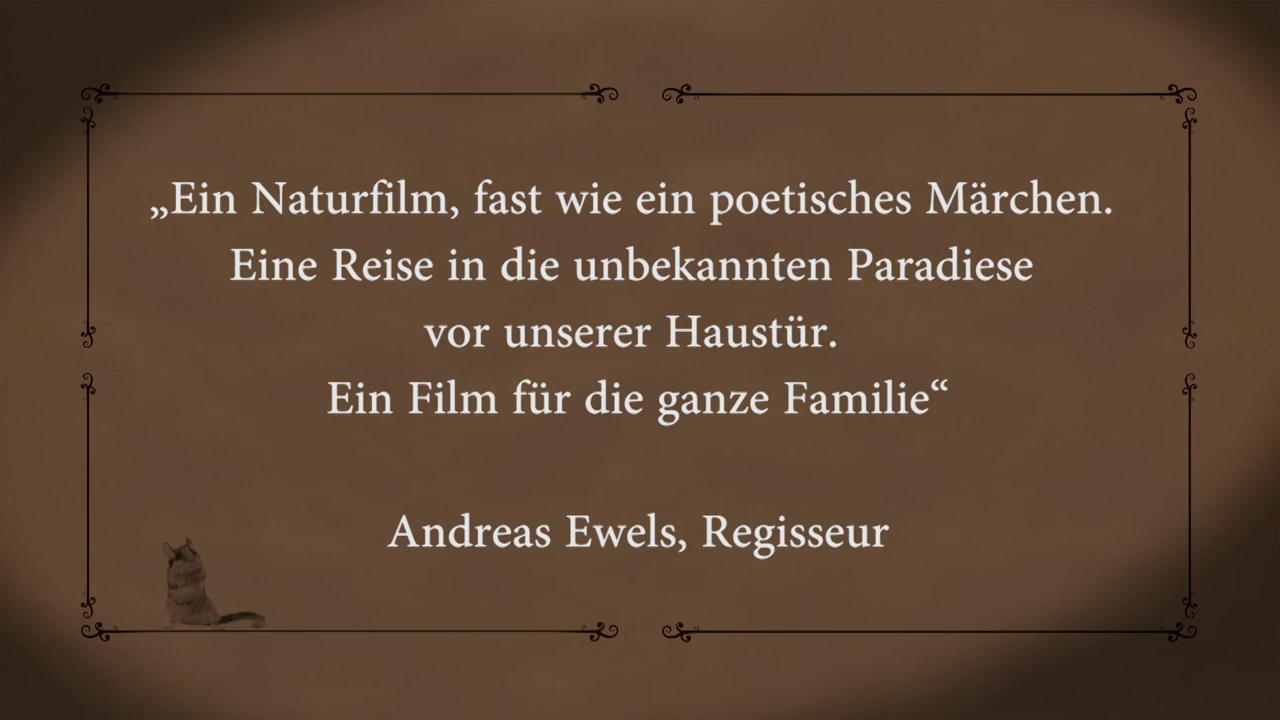 „Ein Naturfilm, fast wie ein poetisches Märchen.
Eine Reise in die unbekannten Paradiese
vor unserer Haustür.
Ein Film für die ganze Familie“
Andreas Ewels, Regisseur